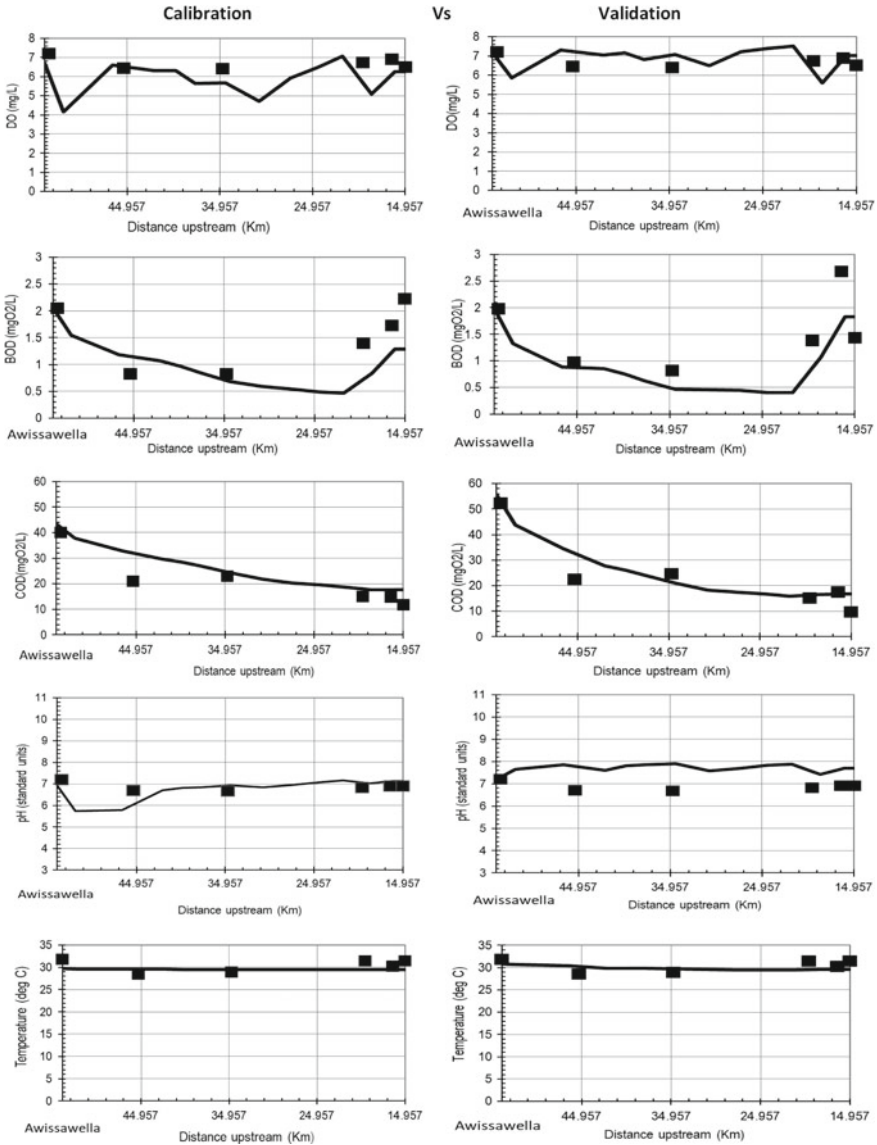 Calibration Vs Validation
8
7
6
5
4
3
2
1
0
DO (mg/L)
44.957 34.957 24.957 14.957
Distance upstream (Km)
8
7
6
5
4
3
2
1
0
DO(mg/L)
44.957 34.957 24.957 14.957
Awissawella
Distance upstream (Km)
3
2.5
2
1.5
1
0.5
0
BOD (mgO2/L)
44.957 34.957 24.957 14.957
Awissawella
Distance upstream (Km)
3
2.5
2
1.5
1
0.5
0
BOD (mgO2/L)
44.957 34.957 24.957 14.957
Awissawella
Distance upstream (Km)
60
50
40
30
20
10
0
COD(mgO2/L)
44.957 34.957 24.957 14.957
Awissawella
Distance upstream (Km)
60
50
40
30
20
10
0
COD (mgO2/L)
44.957 34.957 24.957 14.957
Awissawella
Distance upstream (Km)
11
10
9
8
7
6
5
4
3
pH (standard units)
44.957 34.957 24.957 14.957
Awissawella
Distance upstream (Km)
11
10
9
8
7
6
5
4
3
pH (standard units)
44.957 34.957 24.957 14.957
Awissawella
Distance upstream (Km)
35
30
25
20
15
10
5
0
Temperature (deg C)
44.957 34.957 24.957 14.957
Awissawella
Distance upstream (Km)
35
30
25
20
15
10
5
0
Temperature (deg C)
44.957 34.957 24.957 14.957
Awissawella
Distance upstream (Km)